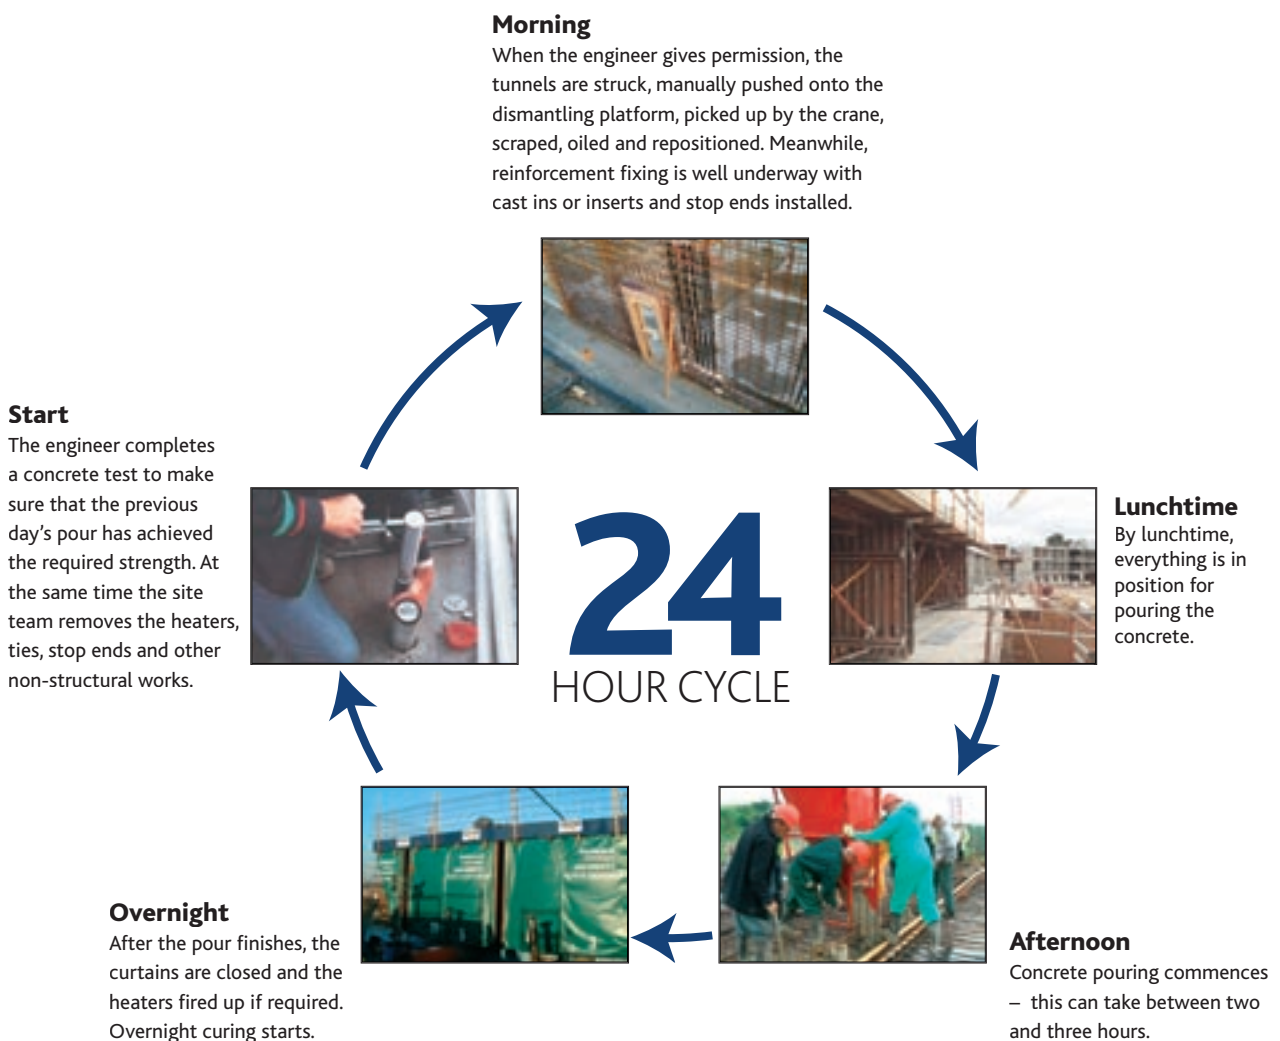 Morning
When the engineer gives permission, the
tunnels are struck, manually pushed onto the
dismantling platform, picked up by the crane,
scraped, oiled and repositioned. Meanwhile,
reinforcement fixing is well underway with
cast ins or inserts and stop ends installed.
Start
The engineer completes
a concrete test to make
sure that the previous
day’s pour has achieved
the required strength. At
the same time the site
team removes the heaters,
ties, stop ends and other
non-structural works.
24
HOUR CYCLE
Lunchtime
By lunchtime,
everything is in
position for
pouring the
concrete.
Overnight
After the pour finishes, the
curtains are closed and the
heaters fired up if required.
Overnight curing starts.
Afternoon
Concrete pouring commences
– this can take between two
and three hours.